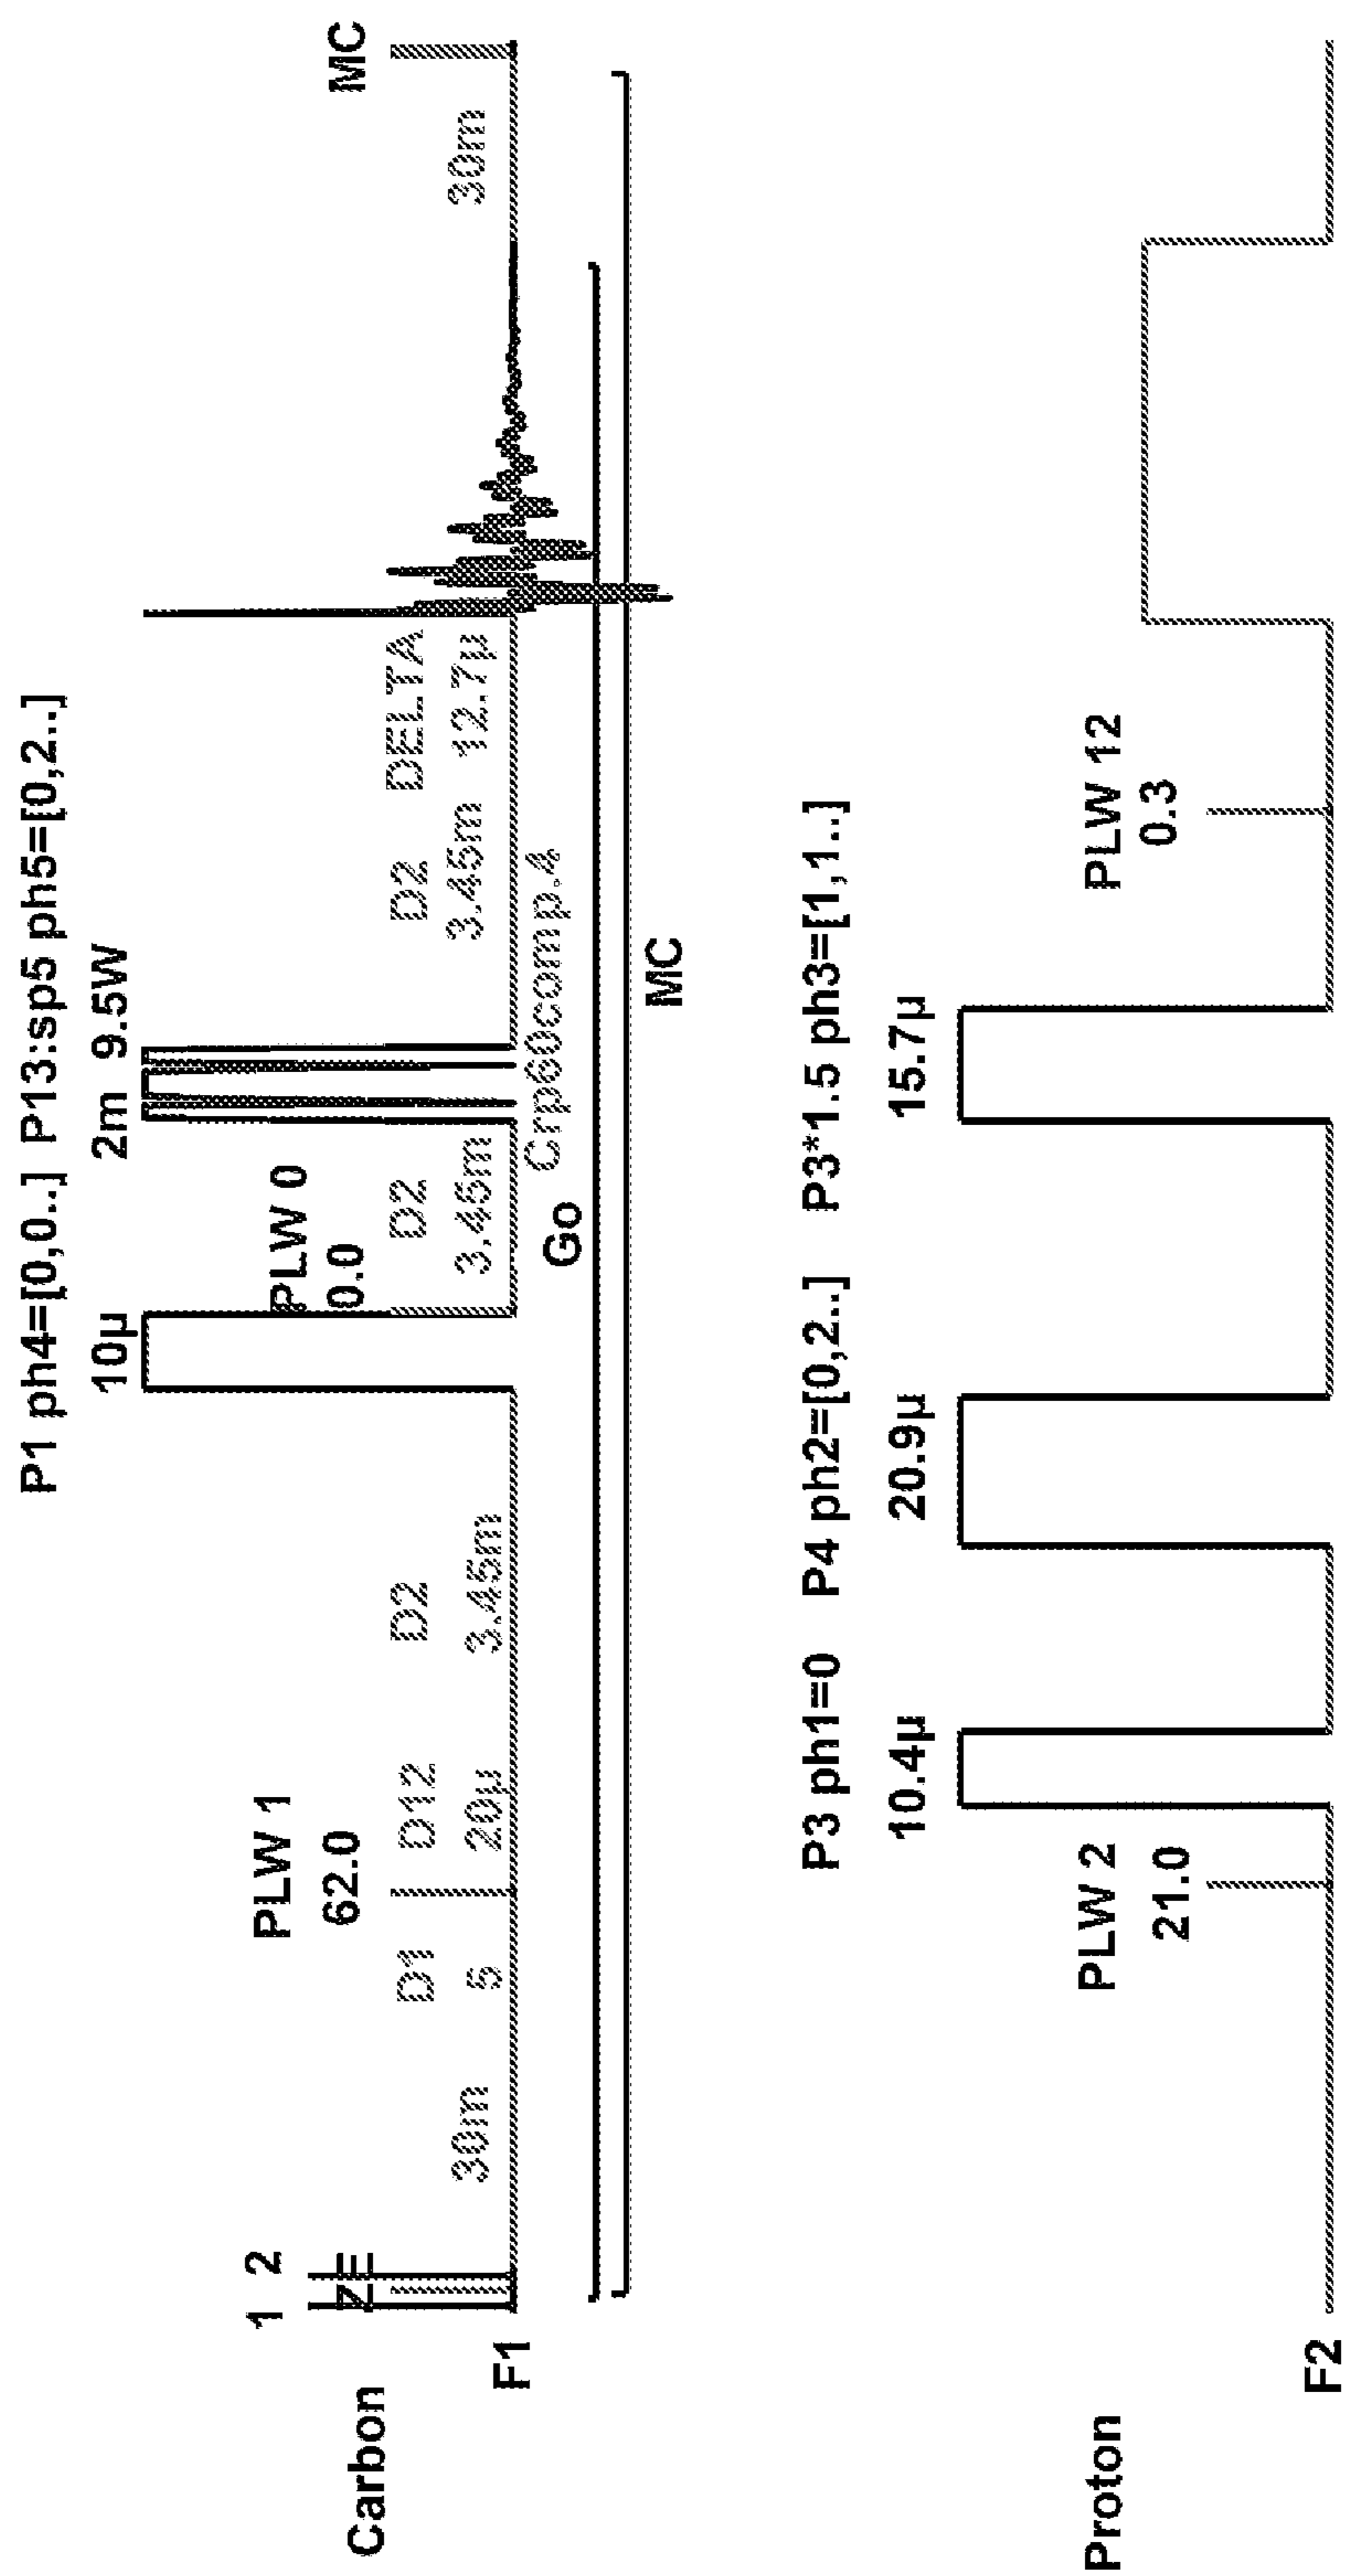 P1 ph4=[0,0..] P13:sp5 ph5=[0,2..]
10µ
2m 9.5W
1 2
ZE
PLW 1
62.0
PLW 0
0.0
MC
Carbon
30m
D1
5
D12
20µ
D2
3.45m
D2
3.45m
D2
3.45m
DELTA
12.7µ
30m
F1
Crp60comp.4
Go
MC
P3 ph1=0 P4 ph2=[0,2..] P3*1.5 ph3=[1,1..]
10.4µ
20.9µ
15.7µ
PLW 2
21.0
PLW 12
0.3
Proton
F2